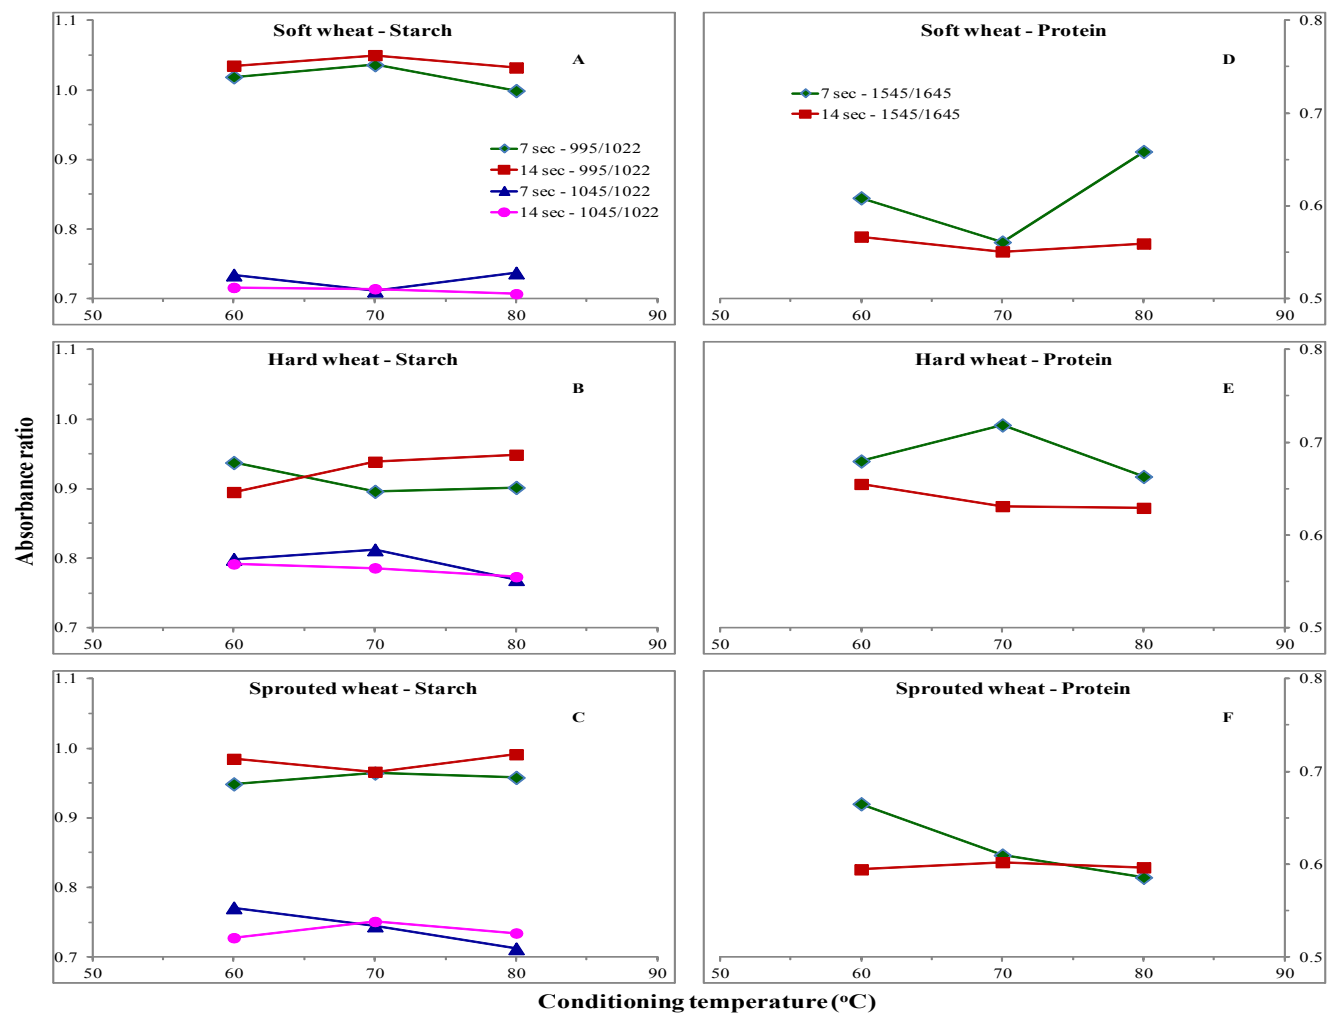 Soft wheat - Starch
A
1.1
1.0
0.9
0.8
0.7
7 sec - 995/1022
14 sec - 995/1022
7 sec - 1045/1022
14 sec - 1045/1022
50 60 70 80 90
Soft wheat - Protein
D
7 sec - 1545/1645
14 sec - 1545/1645
0.8
0.7
0.6
0.5
50 60 70 80 90
Hard wheat - Starch
B
1.1
1.0
0.9
0.8
0.7
50 60 70 80 90
Hard wheat - Protein
E
0.8
0.7
0.6
0.5
50 60 70 80 90
Absorbance ratio
Sprouted wheat - Starch
C
1.1
1.0
0.9
0.8
0.7
50 60 70 80 90
Sprouted wheat - Protein
F
0.8
0.7
0.6
0.5
50 60 70 80 90
Conditioning temperature (ºC)